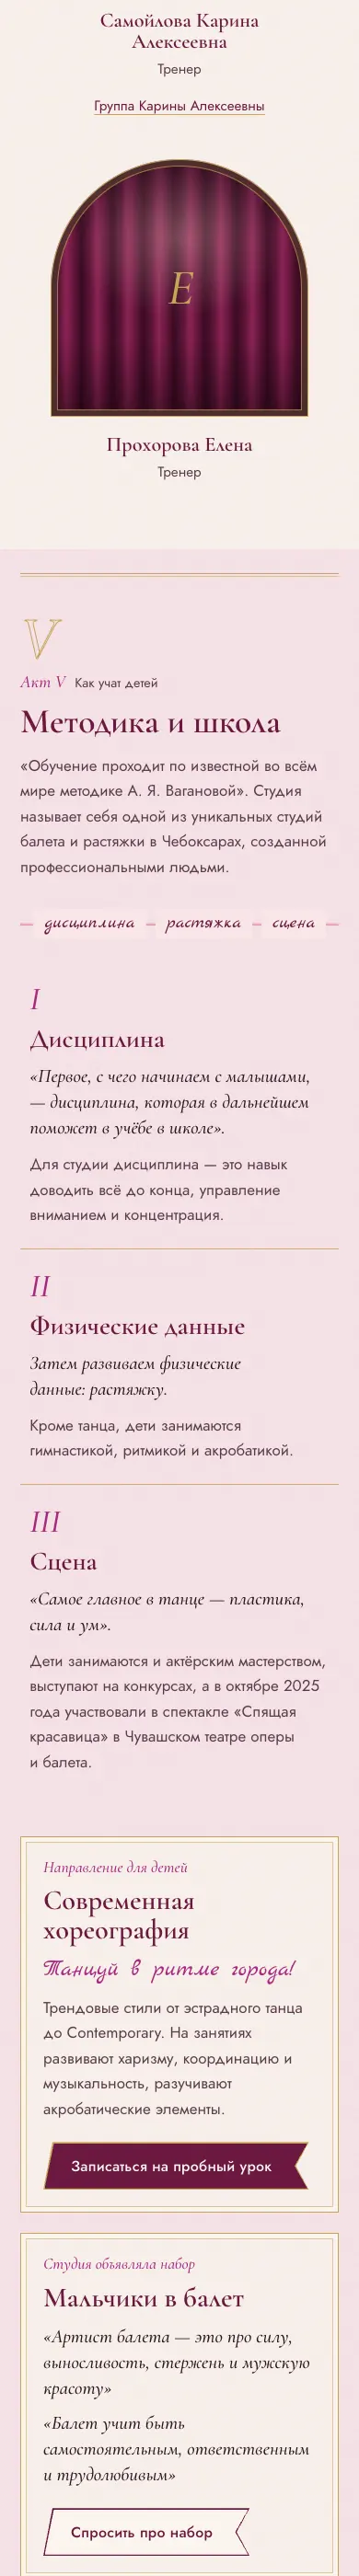 Самойлова Карина
Алексеевна
Тренер
Группа Карины Алексеевны
Е
Прохорова Елена
Тренер
V
Акт V Как учат детей
Методика и школа
«Обучение проходит по известной во всём
мире методике А. Я. Вагановой». Студия
называет себя одной из уникальных студий
балета и растяжки в Чебоксарах, созданной
профессиональными людьми.
дисциплина растяжка сцена
I
Дисциплина
«Первое, с чего начинаем с малышами,
— дисциплина, которая в дальнейшем
поможет в учёбе в школе».
Для студии дисциплина — это навык
доводить всё до конца, управление
вниманием и концентрация.
II
Физические данные
Затем развиваем физические
данные: растяжку.
Кроме танца, дети занимаются
гимнастикой, ритмикой и акробатикой.
III
Сцена
«Самое главное в танце — пластика,
сила и ум».
Дети занимаются и актёрским мастерством,
выступают на конкурсах, а в октябре 2025
года участвовали в спектакле «Спящая
красавица» в Чувашском театре оперы
и балета.
Направление для детей
Современная
хореография
Танцуй в ритме города!
Трендовые стили от эстрадного танца
до Contemporary. На занятиях
развивают харизму, координацию и
музыкальность, разучивают
акробатические элементы.
Записаться на пробный урок
Студия объявляла набор
Мальчики в балет
«Артист балета — это про силу,
выносливость, стержень и мужскую
красоту»
«Балет учит быть
самостоятельным, ответственным
и трудолюбивым»
Спросить про набор